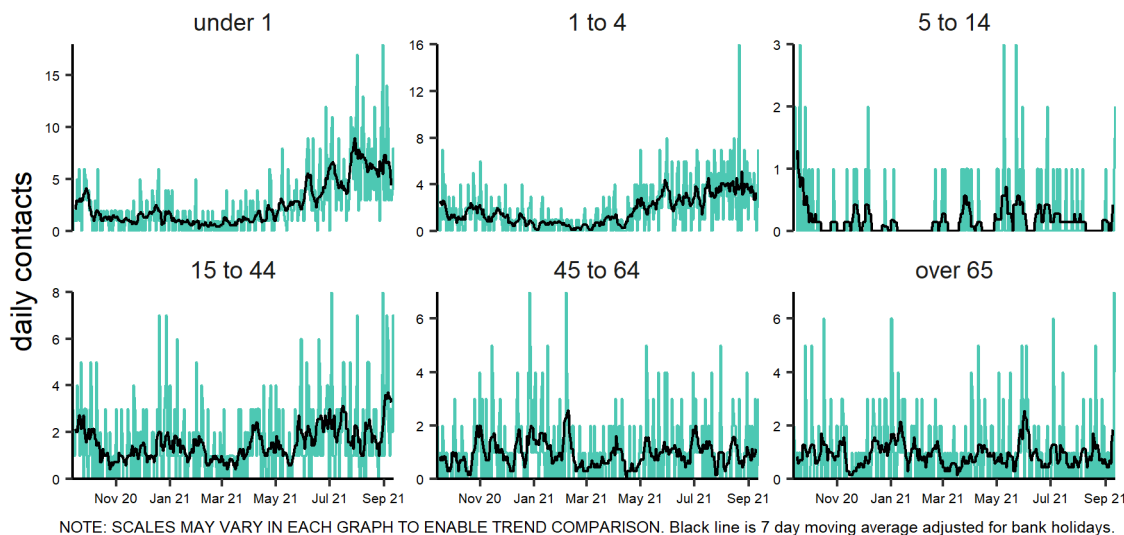 under 1
1 to 4
5 to 14
daily contacts
15
10
5
0
16
12
8
4
0
3
2
1
0
15 to 44
45 to 64
over 65
8
6
4
2
0
6
4
2
0
6
4
2
0
Nov 20 Jan 21 Mar 21 May 21 Jul 21 Sep 21
Nov 20 Jan 21 Mar 21 May 21 Jul 21 Sep 21
Nov 20 Jan 21 Mar 21 May 21 Jul 21 Sep 21
NOTE: SCALES MAY VARY IN EACH GRAPH TO ENABLE TREND COMPARISON. Black line is 7 day moving average adjusted for bank holidays.